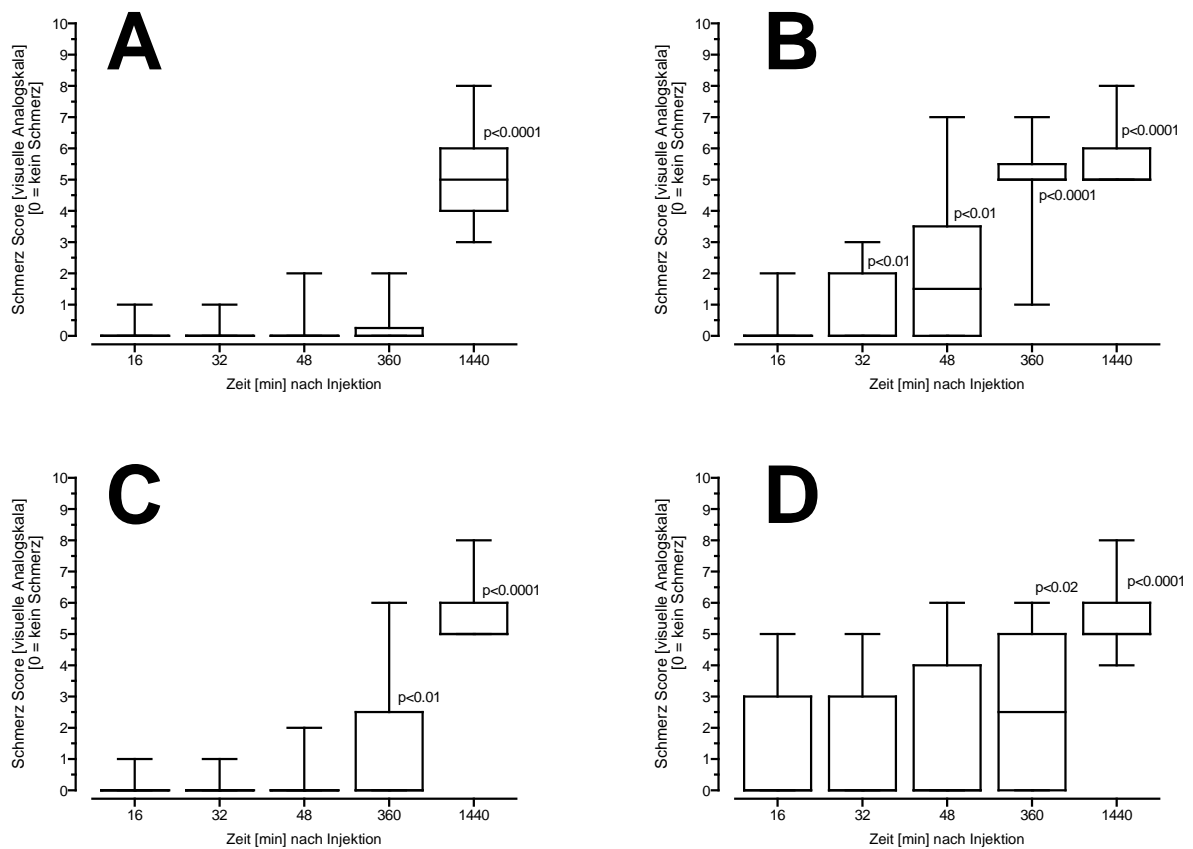 A
10
9
8
7
6
5
4
3
2
1
0
Schmerz Score [visuelle Analogskala]
[0 = kein Schmerz]
p<0.0001
16 32 48 360 1440
Zeit [min] nach Injektion
B
10
9
8
7
6
5
4
3
2
1
0
Schmerz Score [visuelle Analogskala]
[0 = kein Schmerz]
p<0.01
p<0.01
p<0.0001
p<0.0001
16 32 48 360 1440
Zeit [min] nach Injektion
C
10
9
8
7
6
5
4
3
2
1
0
Schmerz Score [visuelle Analogskala]
[0 = kein Schmerz]
p<0.01
p<0.0001
16 32 48 360 1440
Zeit [min] nach Injektion
D
10
9
8
7
6
5
4
3
2
1
0
Schmerz Score [visuelle Analogskala]
[0 = kein Schmerz]
p<0.02
p<0.0001
16 32 48 360 1440
Zeit [min] nach Injektion